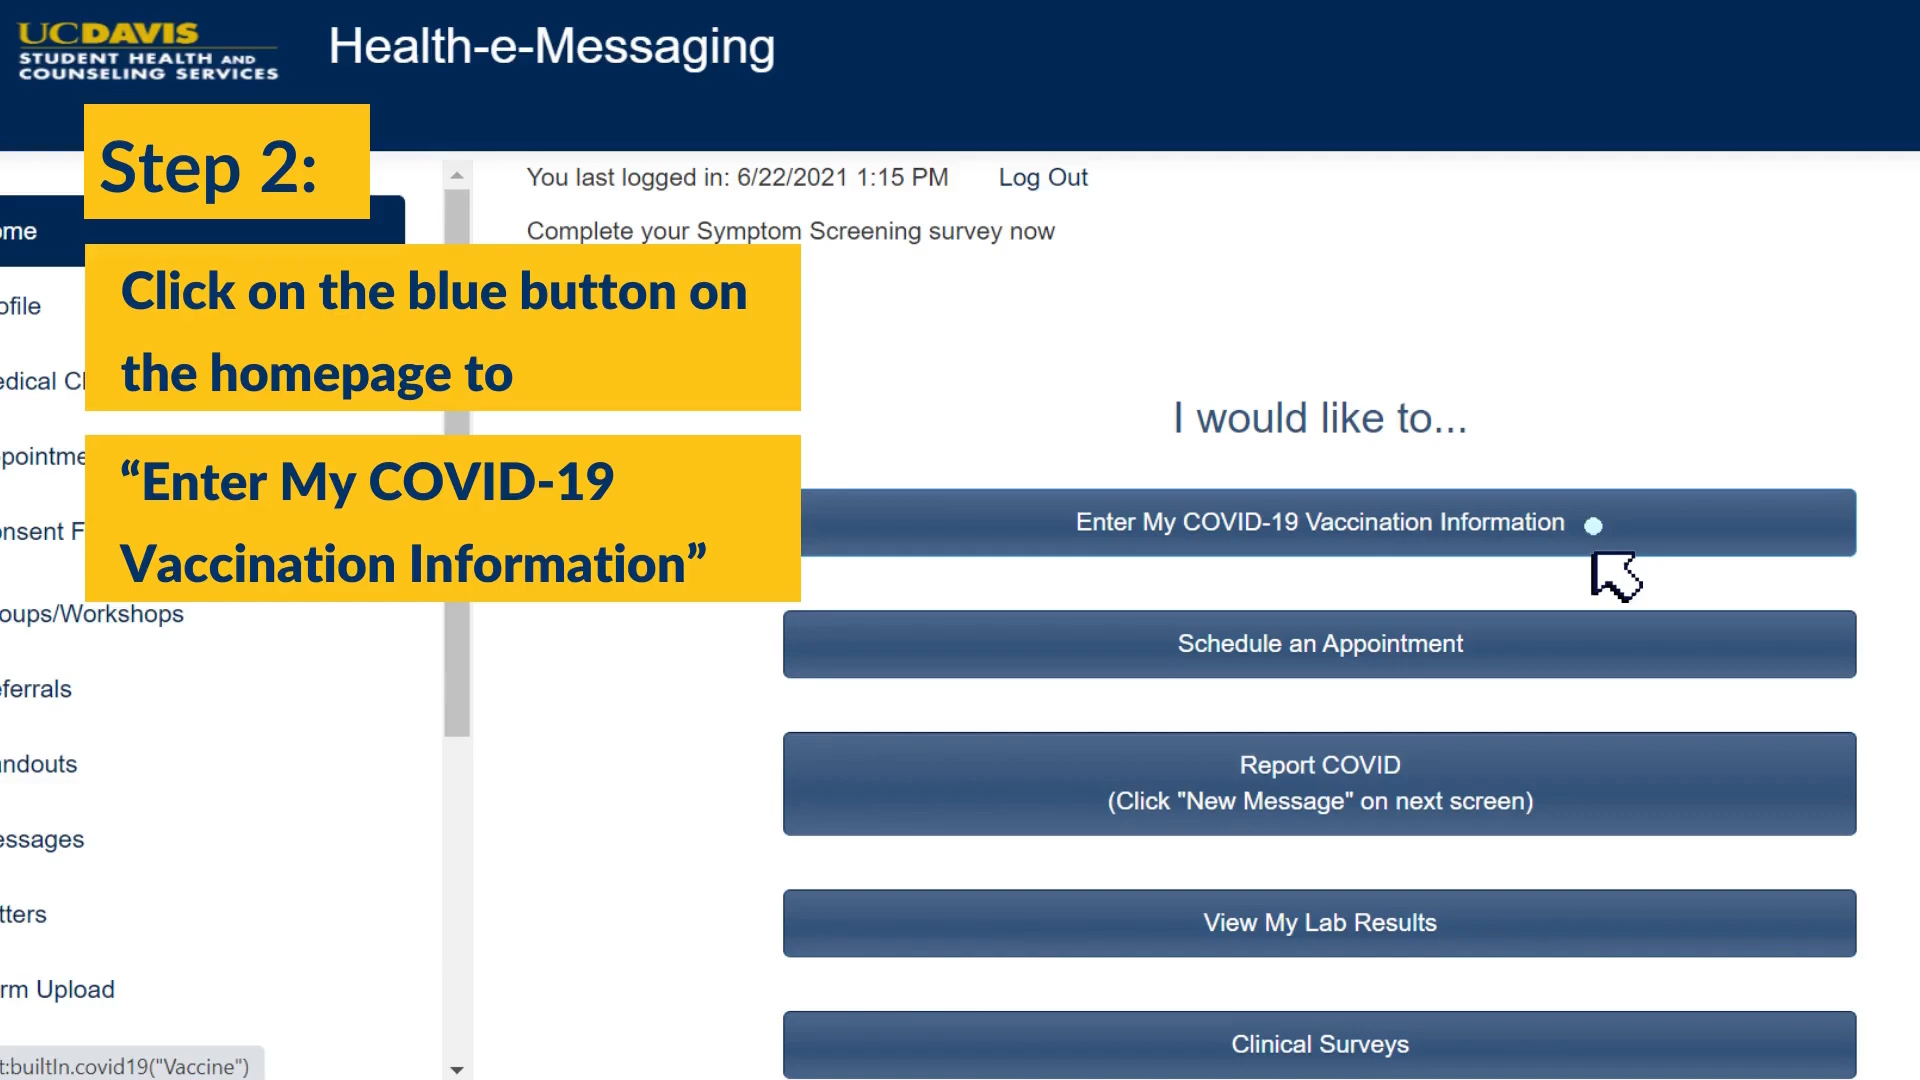 UCDAVIS
STUDENT HEALTH AND
COUNSELING SERVICES
Health-e-Messaging
Step 2:
You last logged in: 6/22/2021 1:15 PM
Log Out
Complete your Symptom Screening survey now
Click on the blue button on
the homepage to
“Enter My COVID-19
Vaccination Information”
ome
ofile
edical Cl
pointme
onsent F
oups/Workshops
eferrals
andouts
essages
tters
rm Upload
t:builtIn.covid19("Vaccine")
I would like to...
Enter My COVID-19 Vaccination Information
Schedule an Appointment
Report COVID
(Click "New Message" on next screen)
View My Lab Results
Clinical Surveys